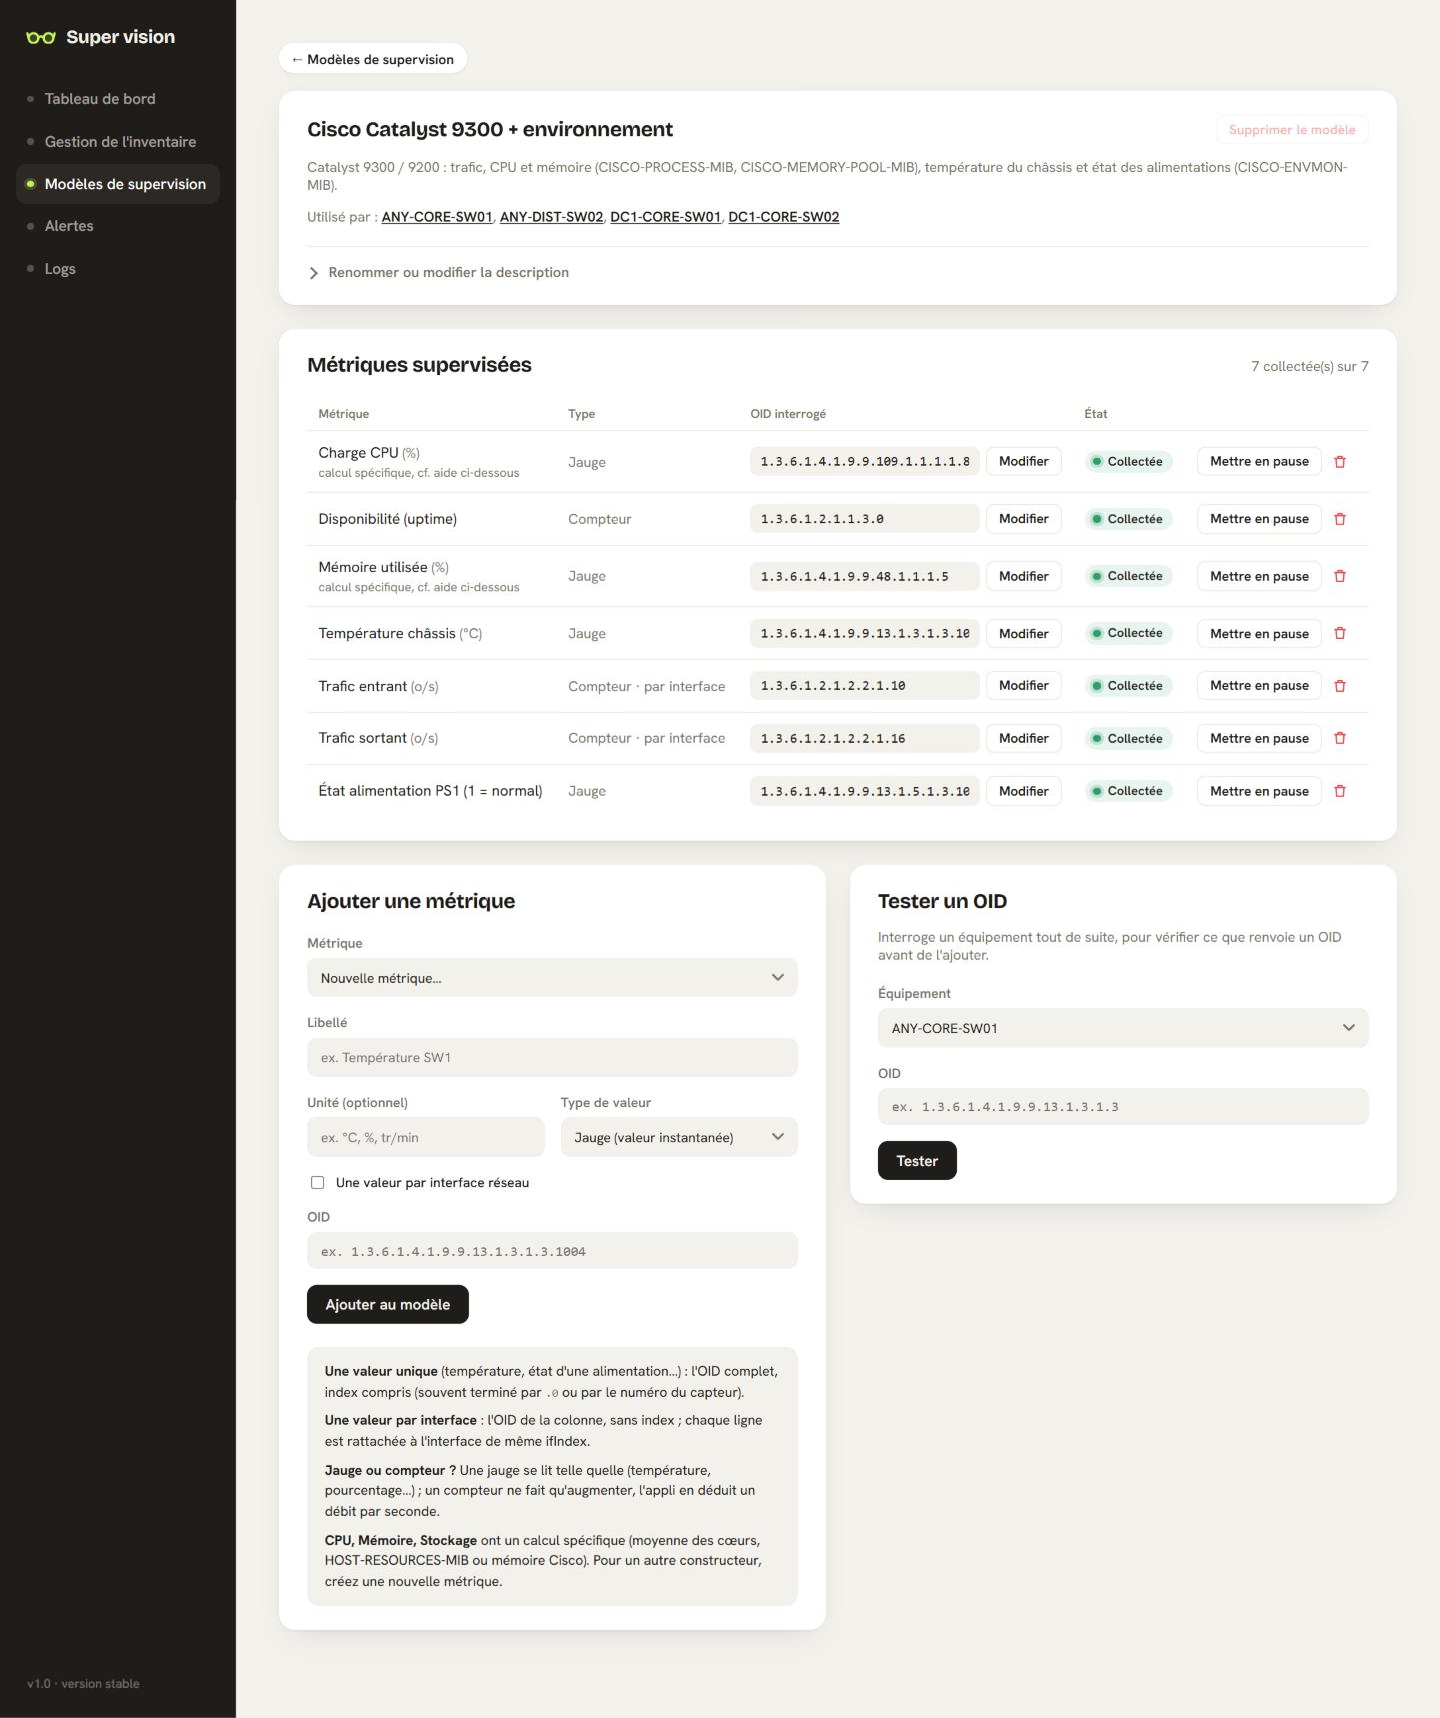 Super vision
Tableau de bord
Gestion de l'inventaire
Modèles de supervision
Alertes
Logs
← Modèles de supervision
Cisco Catalyst 9300 + environnement
Supprimer le modèle
Catalyst 9300 / 9200 : trafic, CPU et mémoire (CISCO-PROCESS-MIB, CISCO-MEMORY-POOL-MIB), température du châssis et état des alimentations (CISCO-ENVMON-
MIB).
Utilisé par : ANY-CORE-SW01, ANY-DIST-SW02, DC1-CORE-SW01, DC1-CORE-SW02
Renommer ou modifier la description
Métriques supervisées
7 collectée(s) sur 7
Métrique Type OID interrogé État
Charge CPU (%) Jauge 1.3.6.1.4.1.9.9.109.1.1.1.1.8 Modifier Collectée Mettre en pause
calcul spécifique, cf. aide ci-dessous
Disponibilité (uptime) Compteur 1.3.6.1.2.1.1.3.0 Modifier Collectée Mettre en pause
Mémoire utilisée (%) Jauge 1.3.6.1.4.1.9.9.48.1.1.1.5 Modifier Collectée Mettre en pause
calcul spécifique, cf. aide ci-dessous
Température châssis (°C) Jauge 1.3.6.1.4.1.9.9.13.1.3.1.3.10 Modifier Collectée Mettre en pause
Trafic entrant (o/s) Compteur · par interface 1.3.6.1.2.1.2.2.1.10 Modifier Collectée Mettre en pause
Trafic sortant (o/s) Compteur · par interface 1.3.6.1.2.1.2.2.1.16 Modifier Collectée Mettre en pause
État alimentation PS1 (1 = normal) Jauge 1.3.6.1.4.1.9.9.13.1.5.1.3.10 Modifier Collectée Mettre en pause
Ajouter une métrique
Métrique
Nouvelle métrique…
Libellé
ex. Température SW1
Unité (optionnel) Type de valeur
ex. °C, %, tr/min Jauge (valeur instantanée)
Une valeur par interface réseau
OID
ex. 1.3.6.1.4.1.9.9.13.1.3.1.3.1004
Ajouter au modèle
Une valeur unique (température, état d'une alimentation…) : l'OID complet,
index compris (souvent terminé par .0 ou par le numéro du capteur).
Une valeur par interface : l'OID de la colonne, sans index ; chaque ligne
est rattachée à l'interface de même ifIndex.
Jauge ou compteur ? Une jauge se lit telle quelle (température,
pourcentage…) ; un compteur ne fait qu'augmenter, l'appli en déduit un
débit par seconde.
CPU, Mémoire, Stockage ont un calcul spécifique (moyenne des cœurs,
HOST-RESOURCES-MIB ou mémoire Cisco). Pour un autre constructeur,
créez une nouvelle métrique.
Tester un OID
Interroge un équipement tout de suite, pour vérifier ce que renvoie un OID
avant de l'ajouter.
Équipement
ANY-CORE-SW01
OID
ex. 1.3.6.1.4.1.9.9.13.1.3.1.3
Tester
v1.0 · version stable